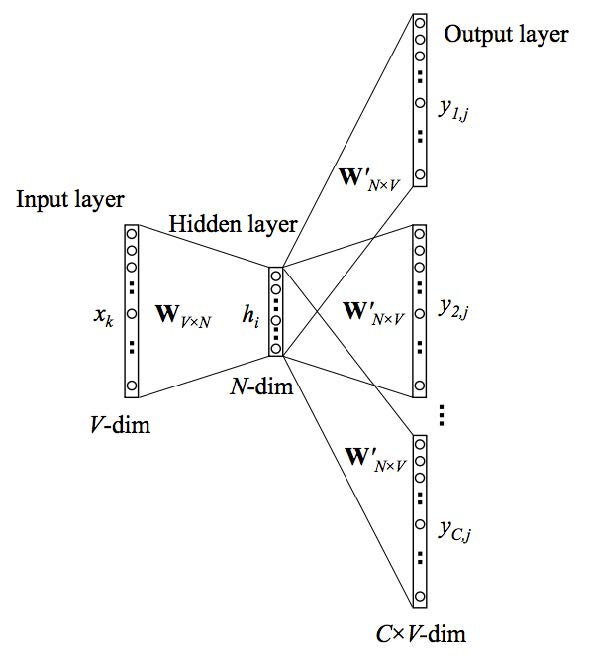 Output layer
y1,j
W'N×V
Input layer
Hidden layer
xk
WV×N
hi
W'N×V
y2,j
N-dim
V-dim
W'N×V
yC,j
C×V-dim